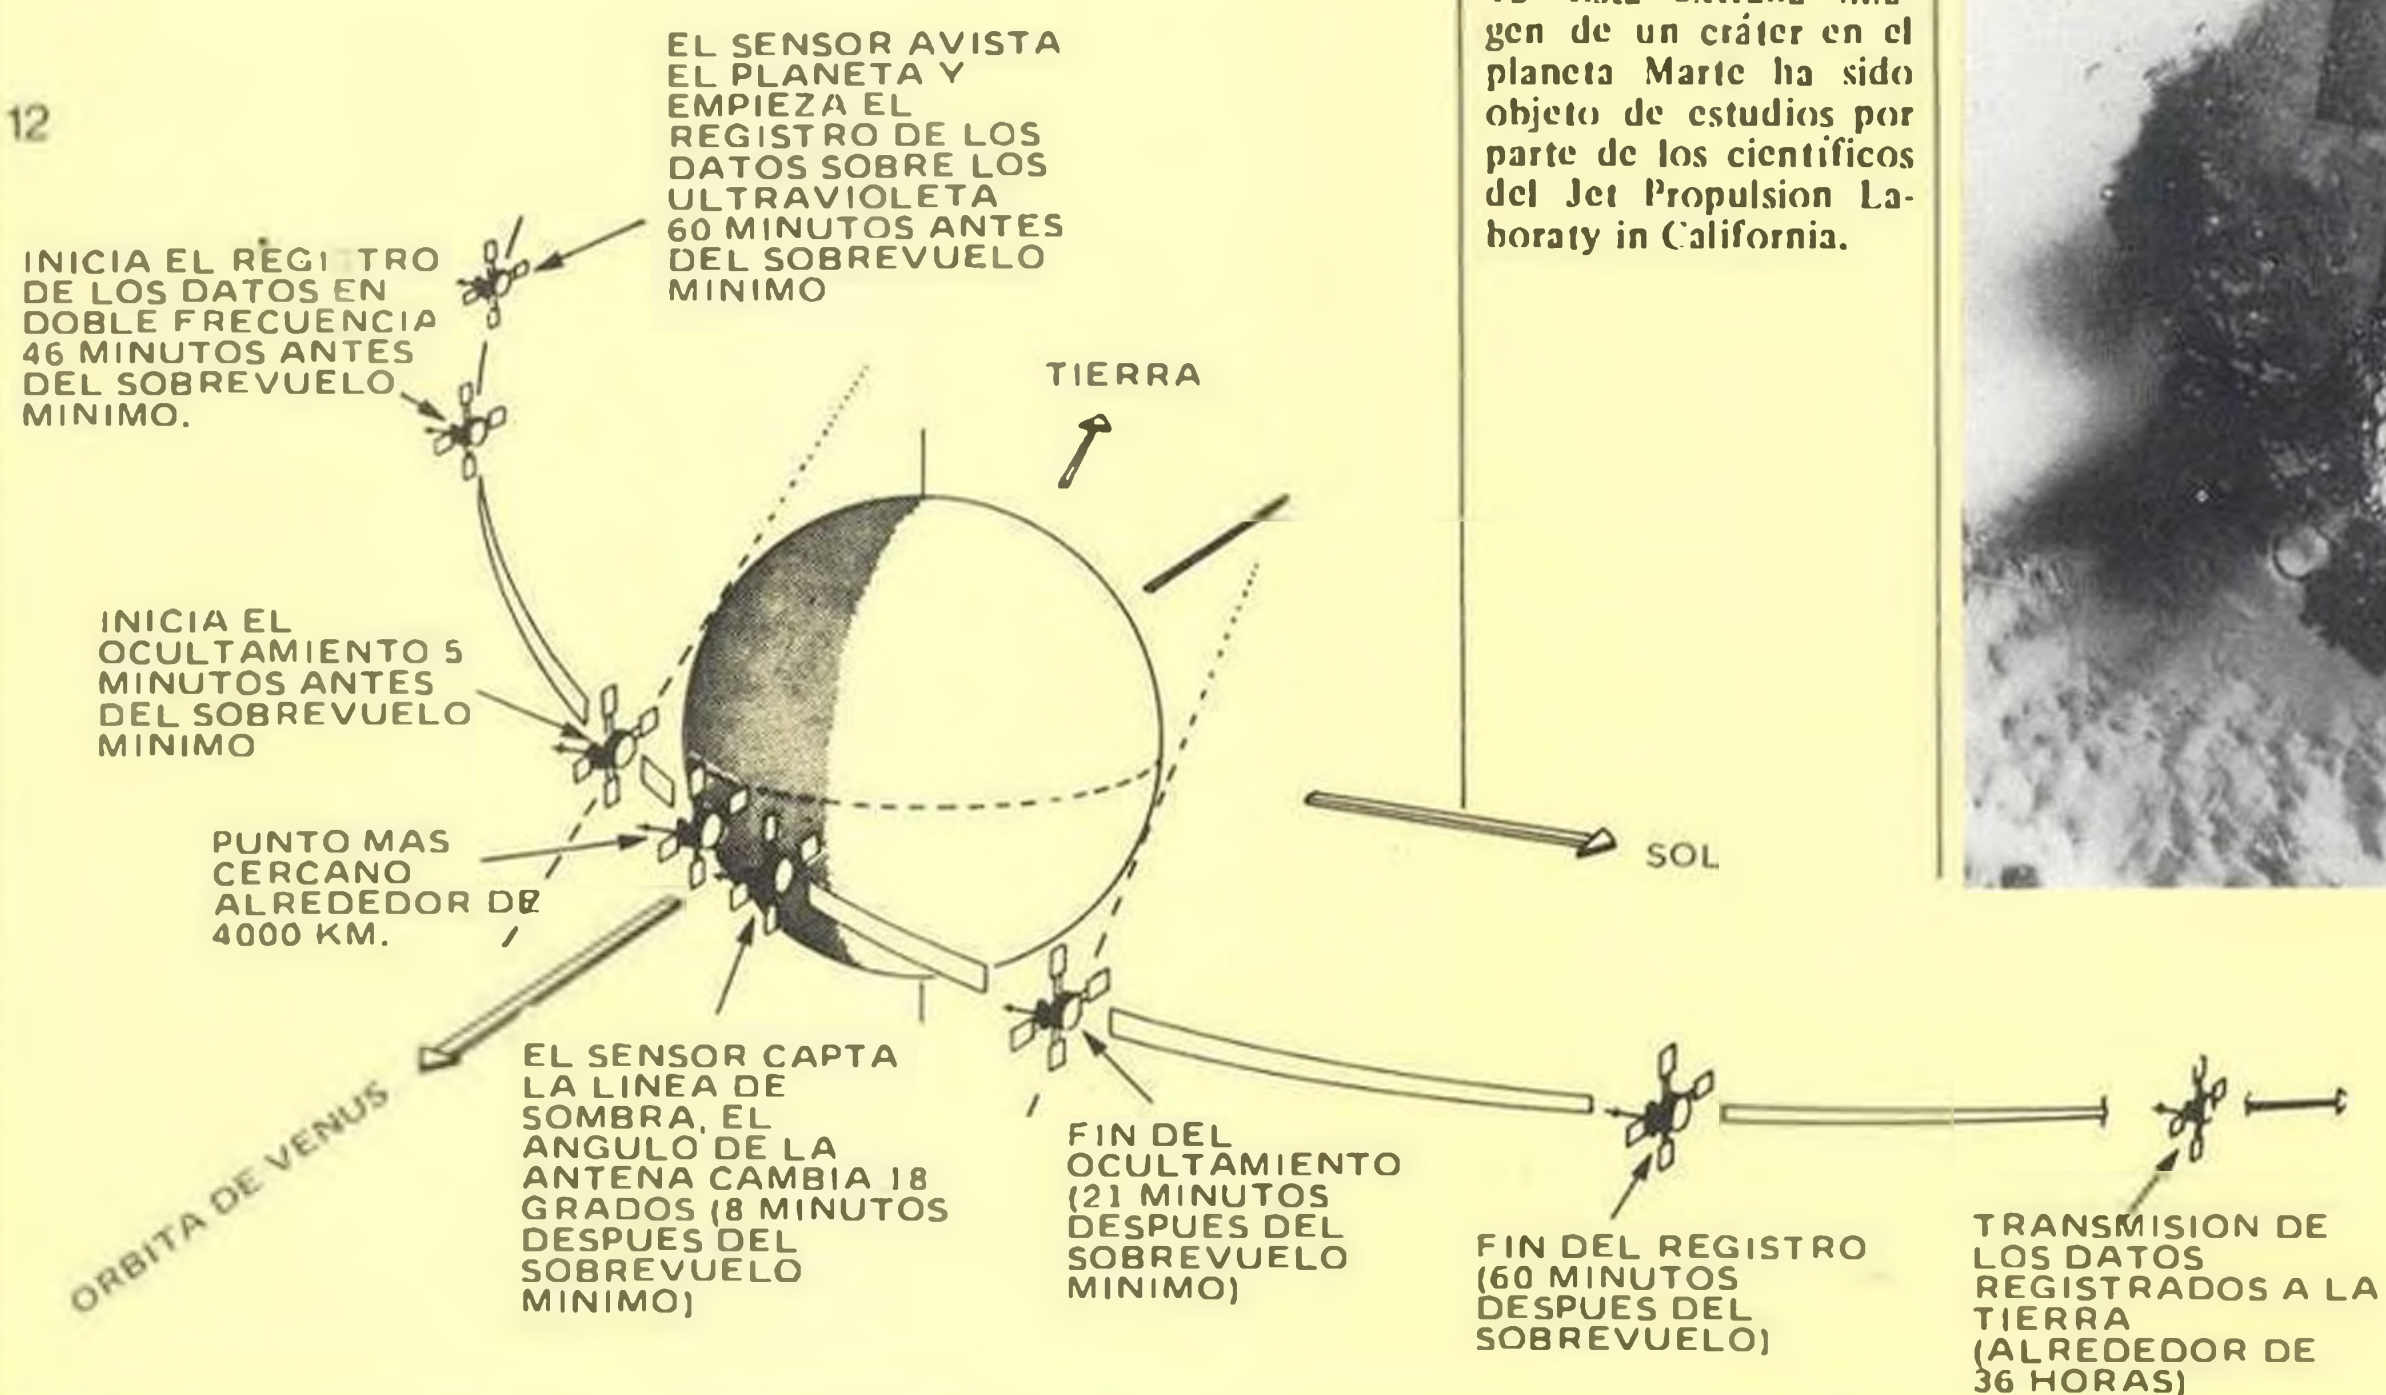 12
EL SENSOR AVISTA
EL PLANETA Y
EMPIEZA EL
REGISTRO DE LOS
DATOS SOBRE LOS
ULTRAVIOLETA
60 MINUTOS ANTES
DEL SOBREVUELO
MINIMO
gen de un cráter en el
planeta Marte ha sido
objeto de estudios por
parte de los científicos
del Jet Propulsion La-
boraty in California.
INICIA EL REGI TRO
DE LOS DATOS EN
DOBLE FRECUENCIA
46 MINUTOS ANTES
DEL SOBREVUELO
MINIMO.
TIERRA
INICIA EL
OCULTAMIENTO 5
MINUTOS ANTES
DEL SOBREVUELO
MINIMO
PUNTO MAS
CERCANO
ALREDEDOR DE
4000 KM.
SOL
ORBITA DE VENUS
EL SENSOR CAPTA
LA LINEA DE
SOMBRA, EL
ANGULO DE LA
ANTENA CAMBIA 18
GRADOS (8 MINUTOS
DESPUES DEL
SOBREVUELO
MINIMO)
FIN DEL
OCULTAMIENTO
(21 MINUTOS
DESPUES DEL
SOBREVUELO
MINIMO)
FIN DEL REGISTRO
(60 MINUTOS
DESPUES DEL
SOBREVUELO)
TRANSMISION DE
LOS DATOS
REGISTRADOS A LA
TIERRA
(ALREDEDOR DE
36 HORAS)